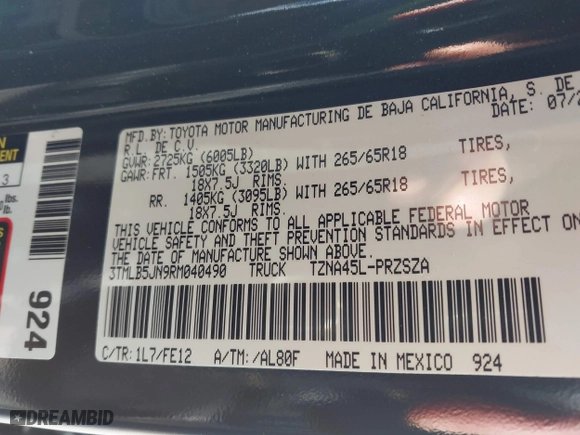 MFD.BY: TOYOTA MOTOR MANUFACTURING DE BAJA CALIFORNIA, S. DE
R.L. DE C.V. DATE: 07/2
GVWR: 2725KG (6005LB)
GAWR: FRT. 1505KG (3320LB) WITH 265/65R18 TIRES,
18X7.5J RIMS
RR. 1405KG (3095LB) WITH 265/65R18 TIRES,
18X7.5J RIMS.
THIS VEHICLE CONFORMS TO ALL APPLICABLE FEDERAL MOTOR
VEHICLE SAFETY AND THEFT PREVENTION STANDARDS IN EFFECT ON
THE DATE OF MANUFACTURE SHOWN ABOVE.
3TMLB5JN9RM040490 TRUCK TZNA45L-PRZSZA
C/TR: 1L7/FE12 A/TM: /AL80F MADE IN MEXICO 924
3
lbs.
924
DREAMBID